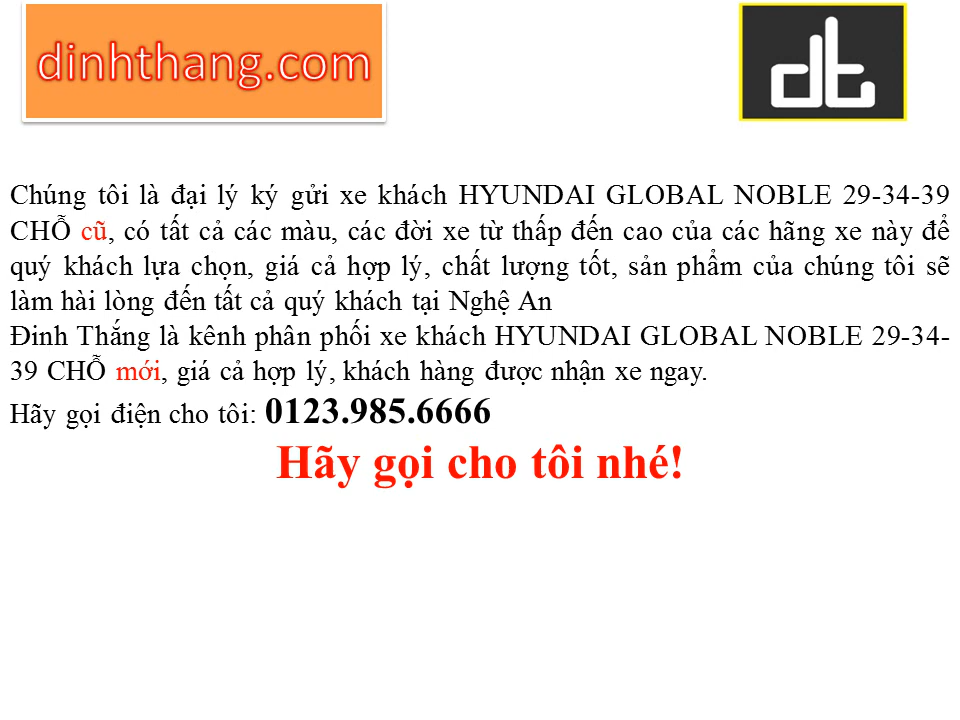 dinhthang.com
dt
Chúng tôi là đại lý ký gửi xe khách HYUNDAI GLOBAL NOBLE 29-34-39
CHỖ cũ, có tất cả các màu, các đời xe từ thấp đến cao của các hãng xe này để
quý khách lựa chọn, giá cả hợp lý, chất lượng tốt, sản phẩm của chúng tôi sẽ
làm hài lòng đến tất cả quý khách tại Nghệ An
Đinh Thắng là kênh phân phối xe khách HYUNDAI GLOBAL NOBLE 29-34-
39 CHỖ mới, giá cả hợp lý, khách hàng được nhận xe ngay.
Hãy gọi điện cho tôi: 0123.985.6666
Hãy gọi cho tôi nhé!